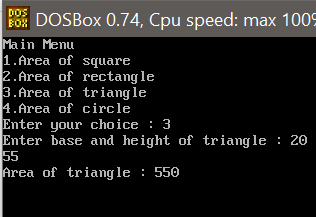 DOS BOX DOSBox 0.74, Cpu speed: max 100%
Main Menu
1.Area of square
2.Area of rectangle
3.Area of triangle
4.Area of circle
Enter your choice : 3
Enter base and height of triangle : 20
55
Area of triangle : 550